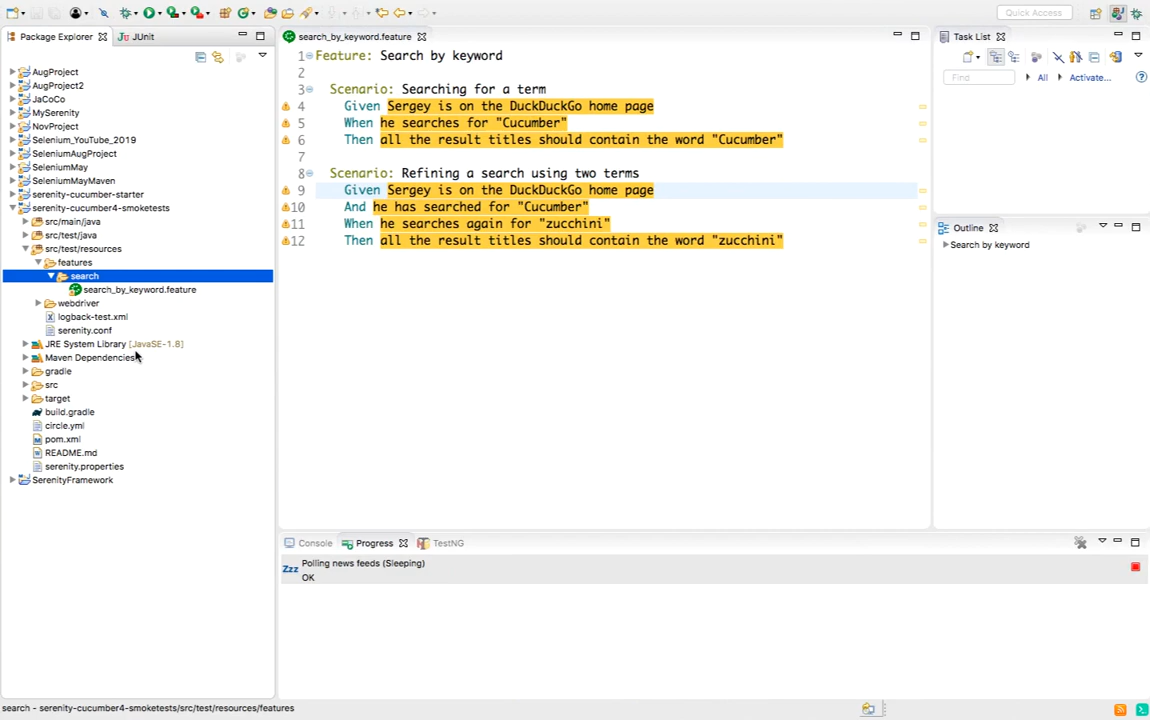 Quick Access
Package Explorer
JUnit
AugProject
AugProject2
JaCoCo
MySerenity
NovProject
Selenium_YouTube_2019
SeleniumAugProject
SeleniumMay
SeleniumMayMaven
serenity-cucumber-starter
serenity-cucumber4-smoketests
src/main/java
src/test/java
src/test/resources
features
search
search_by_keyword.feature
webdriver
logback-test.xml
serenity.conf
JRE System Library [JavaSE-1.8]
Maven Dependencies
gradle
src
target
build.gradle
circle.yml
pom.xml
README.md
serenity.properties
SerenityFramework
search_by_keyword.feature
1 Feature: Search by keyword
2
3 Scenario: Searching for a term
4 Given Sergey is on the DuckDuckGo home page
5 When he searches for "Cucumber"
6 Then all the result titles should contain the word "Cucumber"
7
8 Scenario: Refining a search using two terms
9 Given Sergey is on the DuckDuckGo home page
10 And he has searched for "Cucumber"
11 When he searches again for "zucchini"
12 Then all the result titles should contain the word "zucchini"
Task List
Find
All
Activate...
Outline
Search by keyword
Console
Progress
TestNG
Zzz
Polling news feeds (Sleeping)
OK
search - serenity-cucumber4-smoketests/src/test/resources/features